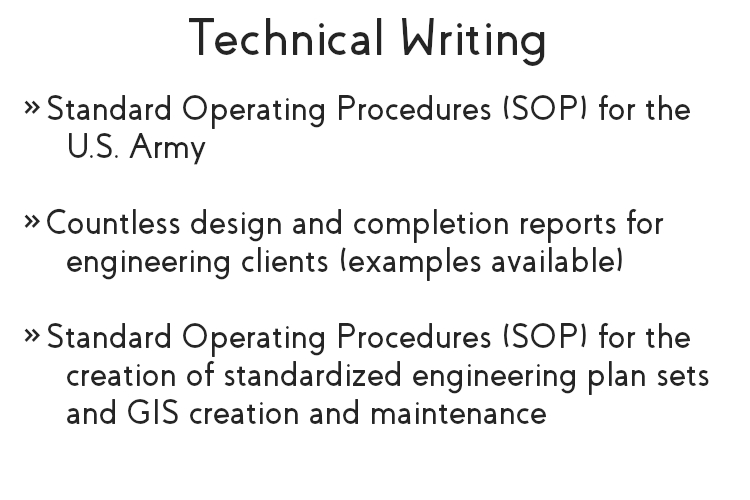 Technical Writing
» Standard Operating Procedures (SOP) for the
U.S. Army
» Countless design and completion reports for
engineering clients (examples available)
» Standard Operating Procedures (SOP) for the
creation of standardized engineering plan sets
and GIS creation and maintenance